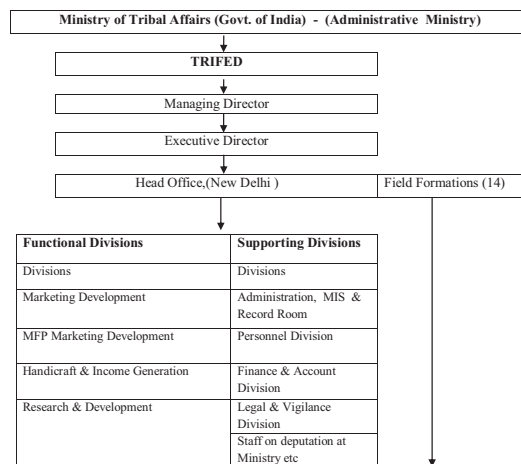 Ministry of Tribal Affairs (Govt. of India) - (Administrative Ministry)
TRIFED
Managing Director
Executive Director
Head Office,(New Delhi )
Field Formations (14)
Functional Divisions
Supporting Divisions
Divisions
Divisions
Marketing Development
Administration, MIS &
Record Room
MFP Marketing Development
Personnel Division
Handicraft & Income Generation
Finance & Account
Division
Research & Development
Legal & Vigilance
Division
Staff on deputation at
Ministry etc